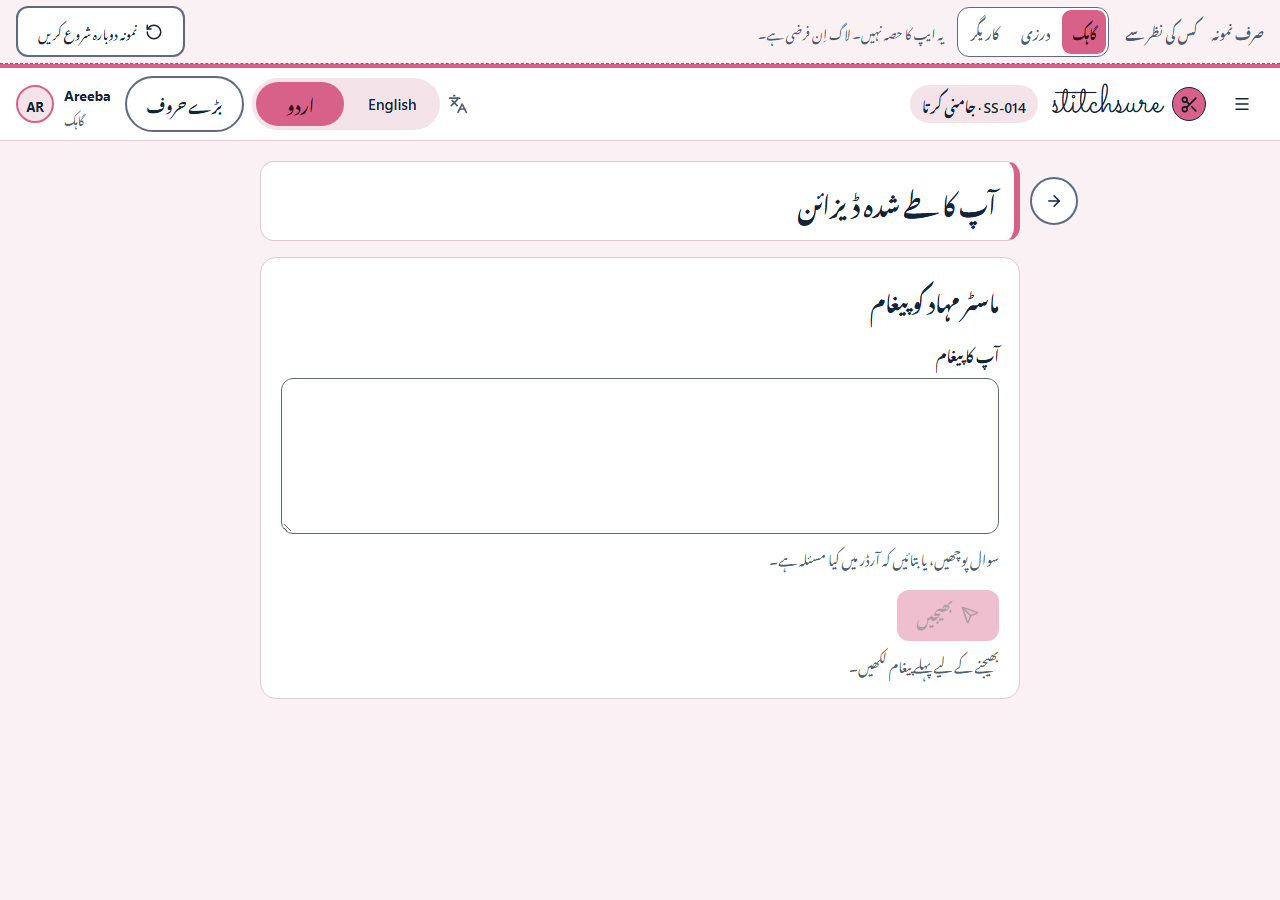 صرف نمونہ کس کی نظر سے گاہک درزی کاریگر یہ ایپ کا حصہ نہیں۔ لاگ اِن فرضی ہے۔ نمونہ دوبارہ شروع کریں
stitchsure SS-014 · جامنی کرتا English اردو بڑے حروف Areeba AR
گاہک
آپ کا طے شدہ ڈیزائن
ماسٹر مہاد کو پیغام
آپ کا پیغام
سوال پوچھیں، یا بتائیں کہ آرڈر میں کیا مسئلہ ہے۔
بھیجیں
بھیجنے کے لیے پہلے پیغام لکھیں۔